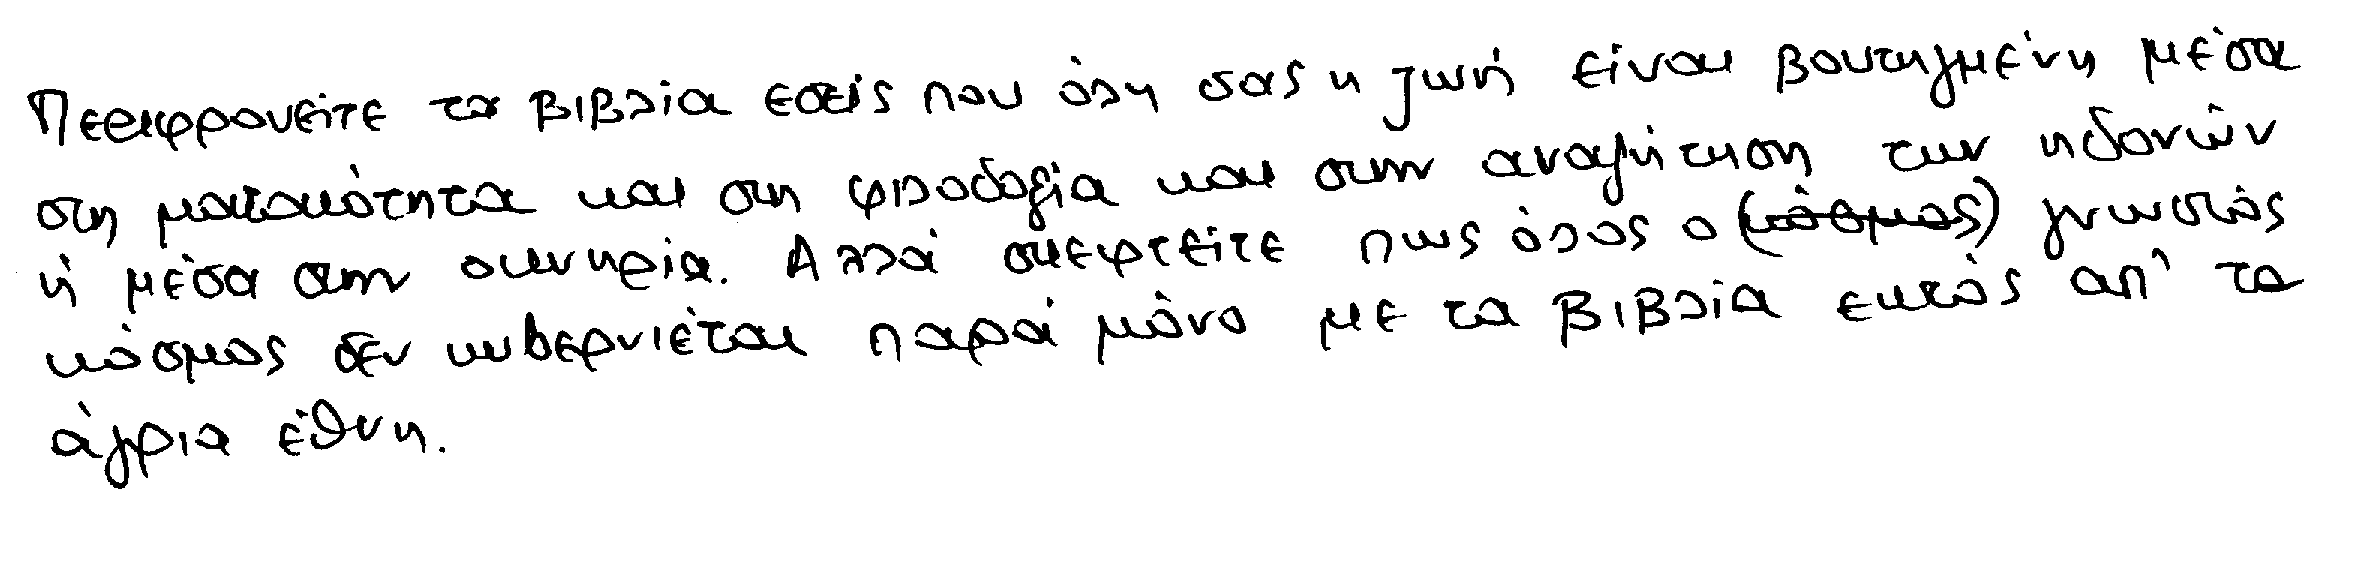 Περιφρονείτε τα βιβλία εσείς που όλη σας η ζωή είναι βουτηγμένη μέσα
στη ματαιότητα και στη φιλοδοξία και στην αναζήτηση των ηδονών
ή μέσα στην οκνηρία. Αλλά σκεφτείτε πως όλος ο (κόσμος) γνωστός
κόσμος δεν κυβερνιέται παρά μόνο με τα βιβλία εκτός απ' τα
άγρια έθνη.